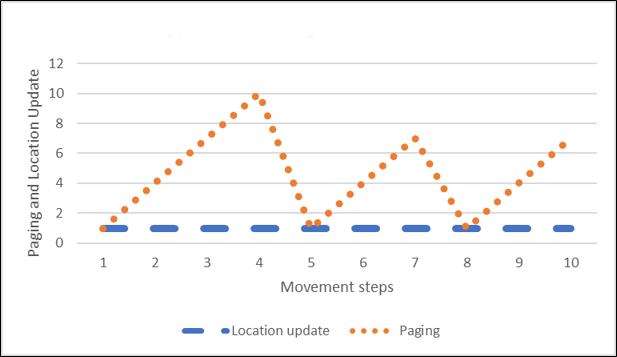 12
10
8
6
4
2
0
Paging and Location Update
1 2 3 4 5 6 7 8 9 10
Movement steps
Location update Paging